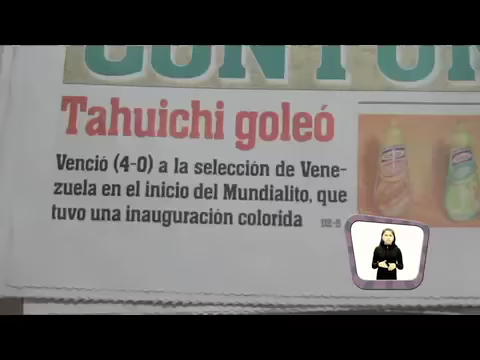 Tahuichi goleó
Venció (4-0) a la selección de Vene-
zuela en el inicio del Mundialito, que
tuvo una inauguración colorida